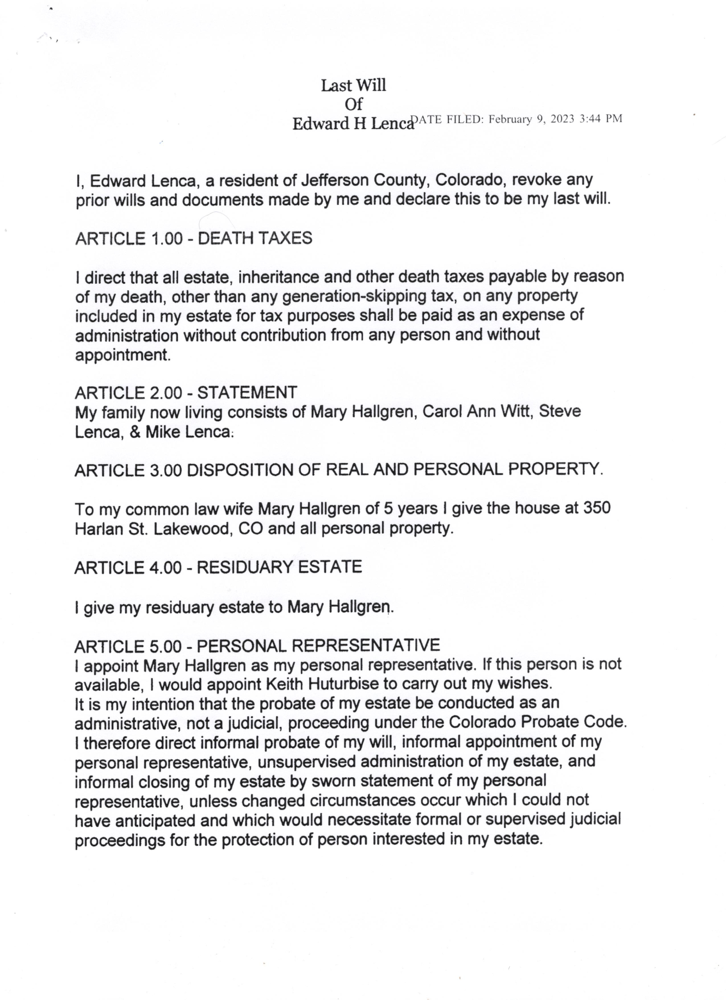 Last Will
Of
Edward H Lenca
DATE FILED: February 9, 2023 3:44 PM
I, Edward Lenca, a resident of Jefferson County, Colorado, revoke any
prior wills and documents made by me and declare this to be my last will.
ARTICLE 1.00 - DEATH TAXES
I direct that all estate, inheritance and other death taxes payable by reason
of my death, other than any generation-skipping tax, on any property
included in my estate for tax purposes shall be paid as an expense of
administration without contribution from any person and without
appointment.
ARTICLE 2.00 - STATEMENT
My family now living consists of Mary Hallgren, Carol Ann Witt, Steve
Lenca, & Mike Lenca:
ARTICLE 3.00 DISPOSITION OF REAL AND PERSONAL PROPERTY.
To my common law wife Mary Hallgren of 5 years I give the house at 350
Harlan St. Lakewood, CO and all personal property.
ARTICLE 4.00 - RESIDUARY ESTATE
I give my residuary estate to Mary Hallgren.
ARTICLE 5.00 - PERSONAL REPRESENTATIVE
I appoint Mary Hallgren as my personal representative. If this person is not
available, I would appoint Keith Huturbise to carry out my wishes.
It is my intention that the probate of my estate be conducted as an
administrative, not a judicial, proceeding under the Colorado Probate Code.
I therefore direct informal probate of my will, informal appointment of my
personal representative, unsupervised administration of my estate, and
informal closing of my estate by sworn statement of my personal
representative, unless changed circumstances occur which I could not
have anticipated and which would necessitate formal or supervised judicial
proceedings for the protection of person interested in my estate.